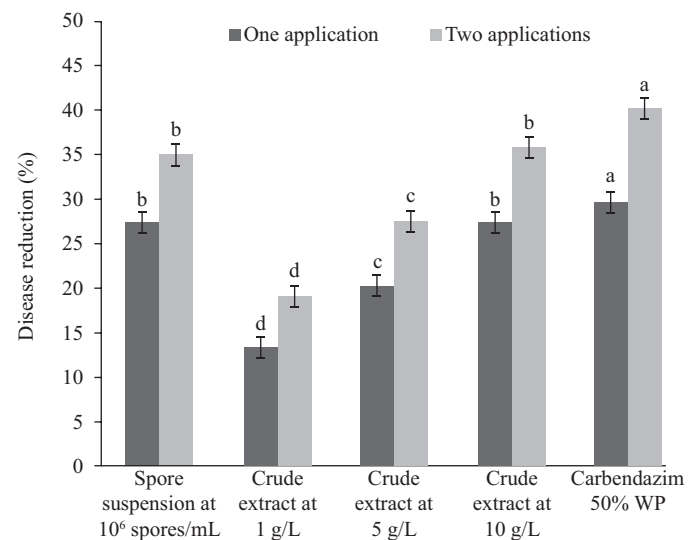 50
45
40
35
30
25
20
15
10
5
0
Disease reduction (%)
One application
Two applications
b
b
d
d
c
c
b
b
a
a
Spore
suspension at
10⁶ spores/mL
Crude
extract at
1 g/L
Crude
extract at
5 g/L
Crude
extract at
10 g/L
Carbendazim
50% WP